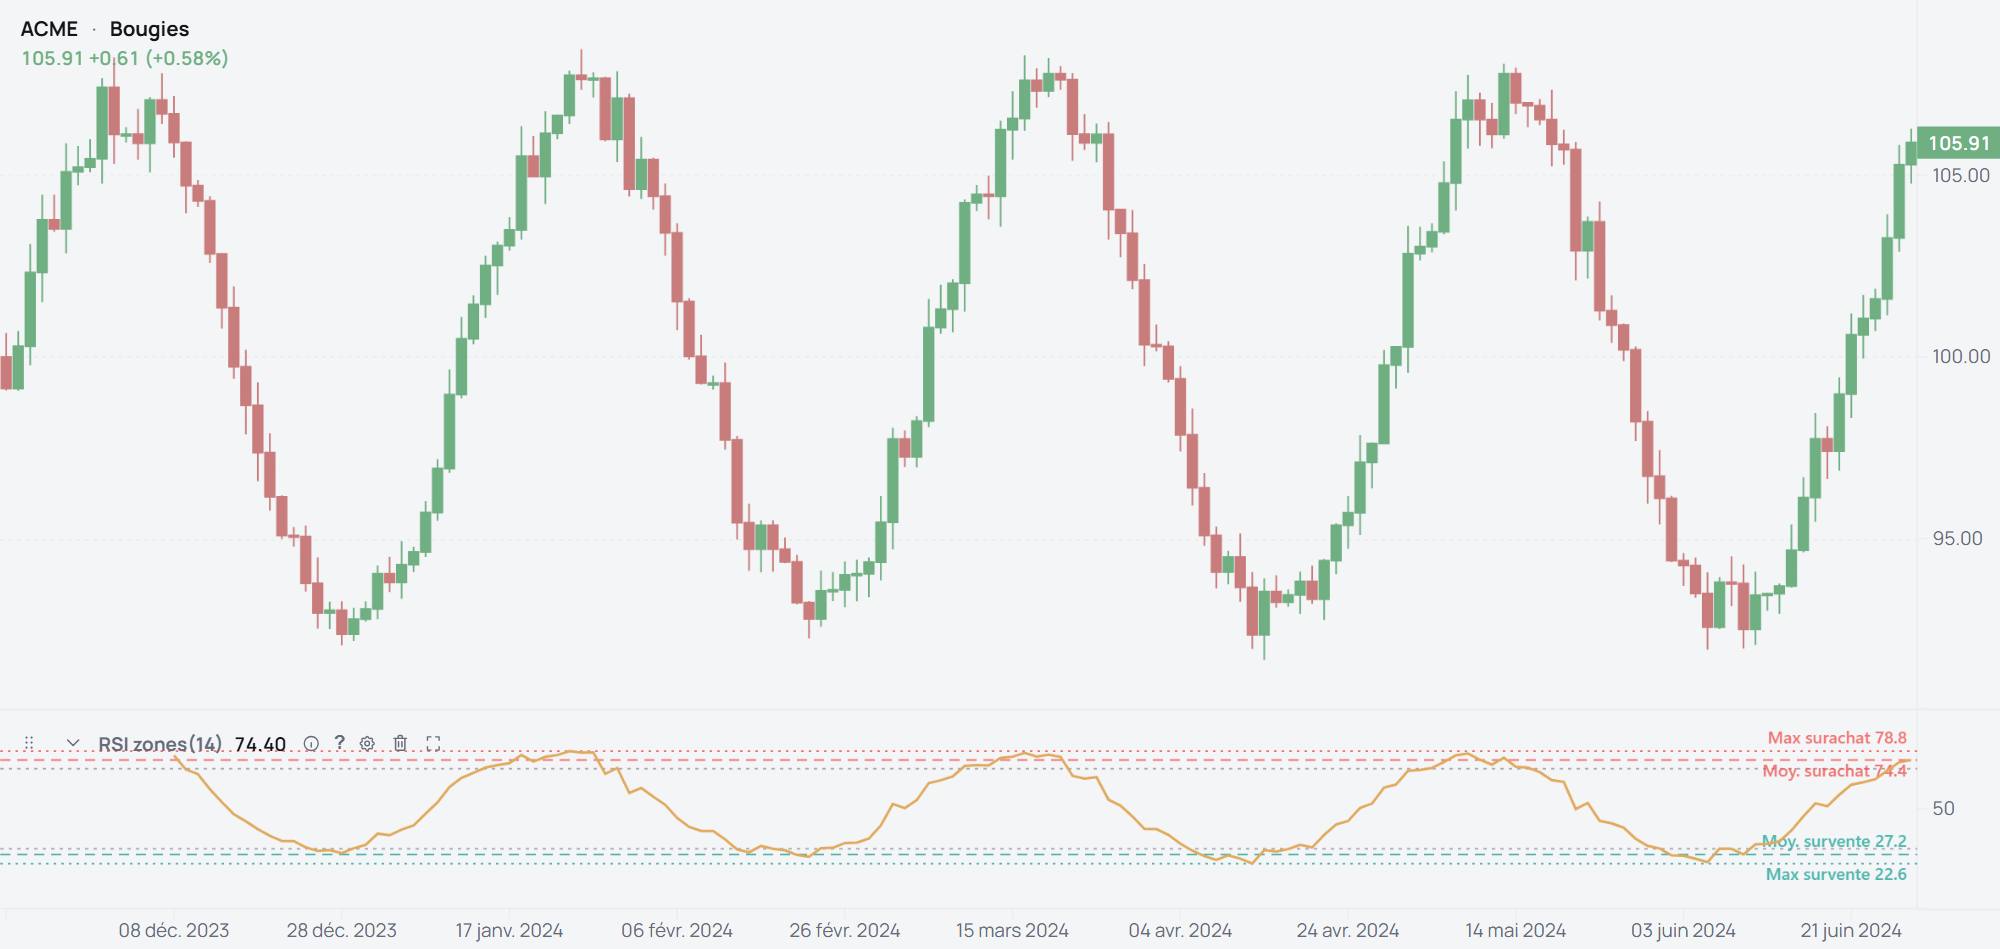 ACME · Bougies
105.91 +0.61 (+0.58%)
105.91
105.00
100.00
95.00
RSI zones(14) 74.40
Max surachat 78.8
Moy. surachat 74.4
50
Moy. survente 27.2
Max survente 22.6
08 déc. 2023 28 déc. 2023 17 janv. 2024 06 févr. 2024 26 févr. 2024 15 mars 2024 04 avr. 2024 24 avr. 2024 14 mai 2024 03 juin 2024 21 juin 2024